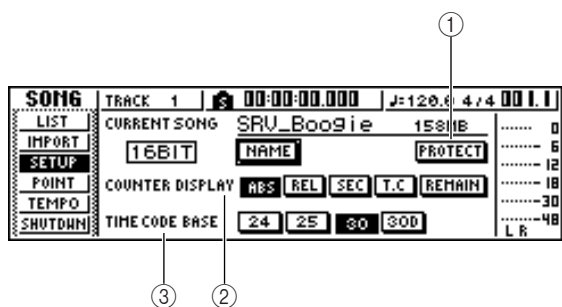 ①
SONG TRACK 1 S 00:00:00.000 ♩=120.0 4/4 001.1
LIST CURRENT SONG SRV_Boogie 158MB 0
IMPORT 16BIT NAME PROTECT 6
SETUP 12
POINT COUNTER DISPLAY ABS REL SEC T.C REMAIN 18
TEMPO 30
SHUTDWN TIME CODE BASE 24 25 30 30D 48
L R
③ ②